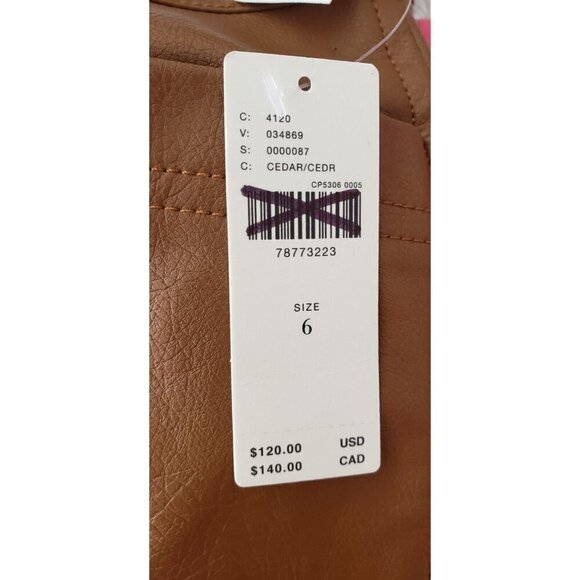 C: 4120
V: 034869
S: 0000087
C: CEDAR/CEDR
CP5306 0005
78773223
SIZE
6
$120.00 USD
$140.00 CAD